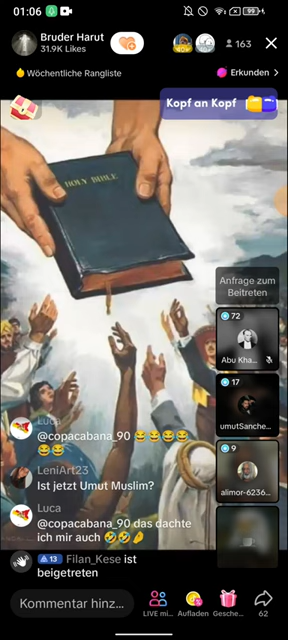 01:06
99+
Bruder Harut
31.9K Likes
163
Wöchentliche Rangliste
Erkunden >
Kopf an Kopf
HOLY BIBLE
Anfrage zum
Beitreten
72
Abu Kha...
17
umutSanche...
9
alimor-6236...
Luca
@copacabana_90 😂😂😂😂
😂😂
LeniArt23
Ist jetzt Umut Muslim?
Luca
@copacabana_90 das dachte
ich mir auch 🤣🤣🤌
13 Filan_Kese ist
beigetreten
Kommentar hinz...
LIVE mi...
Aufladen
Gesche...
62